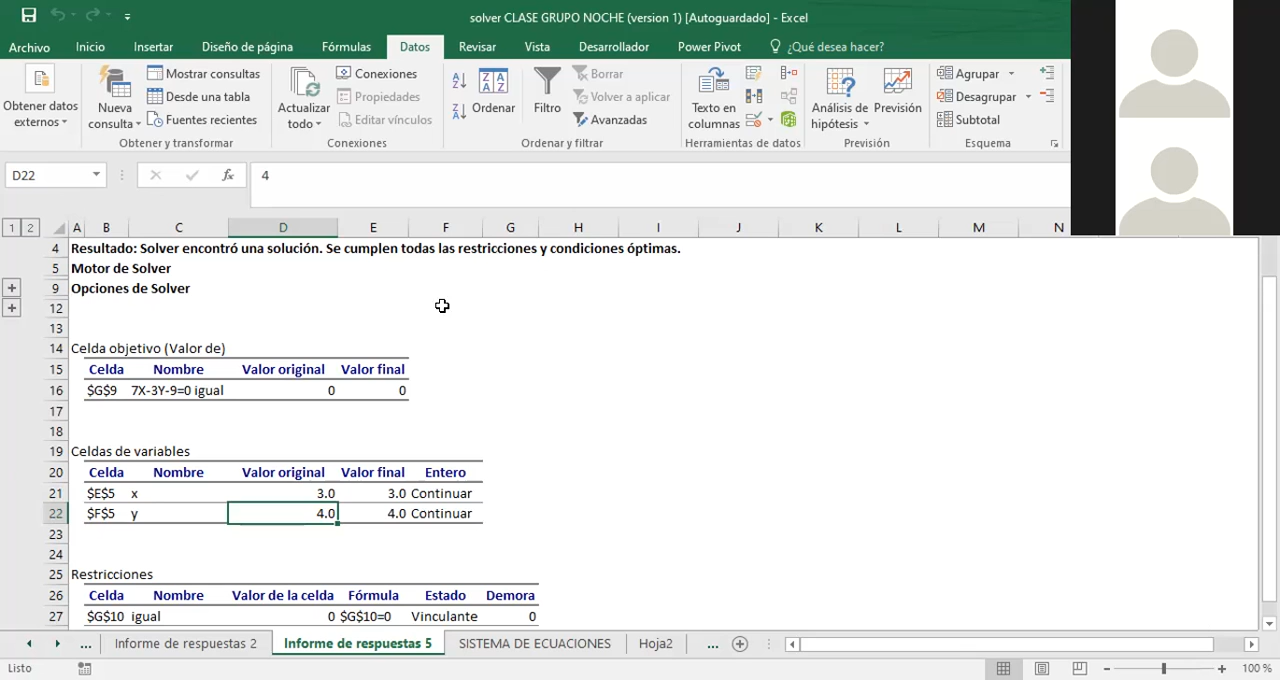 solver CLASE GRUPO NOCHE (version 1) [Autoguardado] - Excel
Archivo Inicio Insertar Diseño de página Fórmulas Datos Revisar Vista Desarrollador Power Pivot ¿Qué desea hacer?
Obtener datos externos
Nueva consulta
Mostrar consultas
Desde una tabla
Fuentes recientes
Obtener y transformar
Actualizar todo
Conexiones
Propiedades
Editar vínculos
Conexiones
Ordenar
Filtro
Borrar
Volver a aplicar
Avanzadas
Ordenar y filtrar
Texto en columnas
Herramientas de datos
Análisis de hipótesis
Previsión
Previsión
Agrupar
Desagrupar
Subtotal
Esquema
D22 fx 4
1 2 A B C D E F G H I J K L M N
4 Resultado: Solver encontró una solución. Se cumplen todas las restricciones y condiciones óptimas.
5 Motor de Solver
9 Opciones de Solver
12
13
14 Celda objetivo (Valor de)
15 Celda Nombre Valor original Valor final
16 $G$9 7X-3Y-9=0 igual 0 0
17
18
19 Celdas de variables
20 Celda Nombre Valor original Valor final Entero
21 $E$5 x 3.0 3.0 Continuar
22 $F$5 y 4.0 4.0 Continuar
23
24
25 Restricciones
26 Celda Nombre Valor de la celda Fórmula Estado Demora
27 $G$10 igual 0 $G$10=0 Vinculante 0
... Informe de respuestas 2 Informe de respuestas 5 SISTEMA DE ECUACIONES Hoja2 ...
Listo 100 %